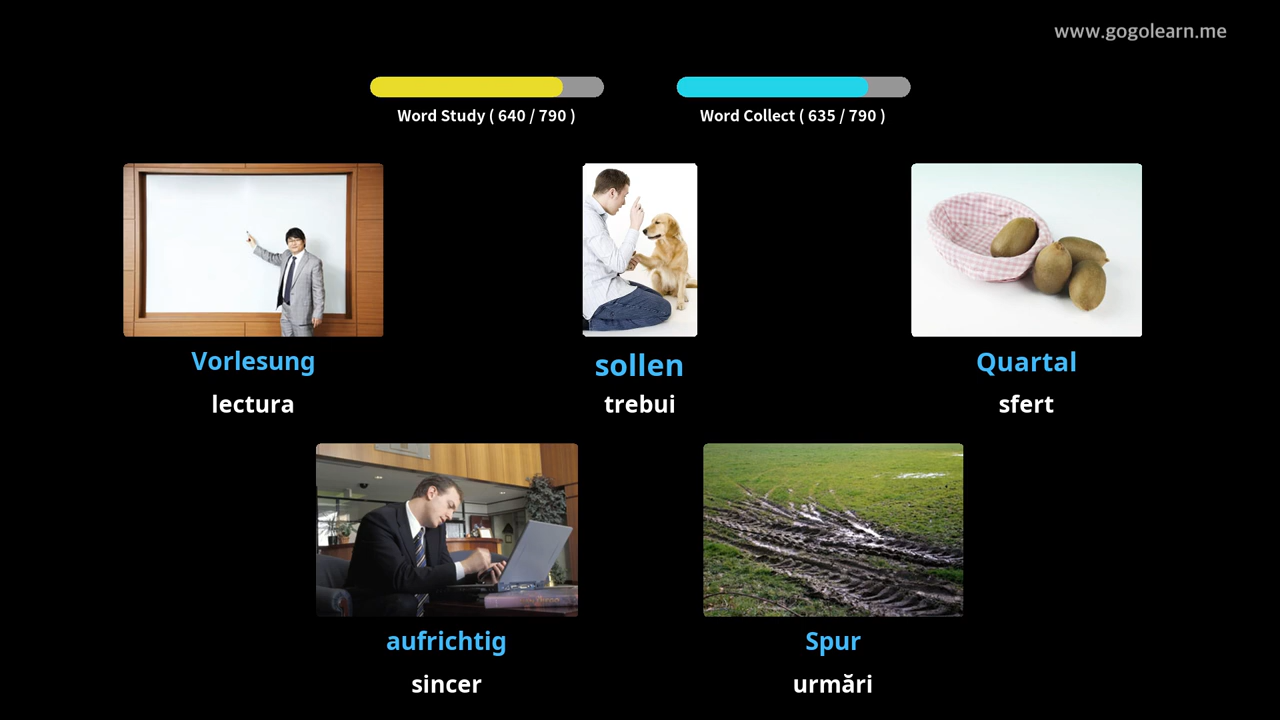 www.gogolearn.me
Word Study ( 640 / 790 )
Word Collect ( 635 / 790 )
Vorlesung
lectura
sollen
trebui
Quartal
sfert
aufrichtig
sincer
Spur
urmări